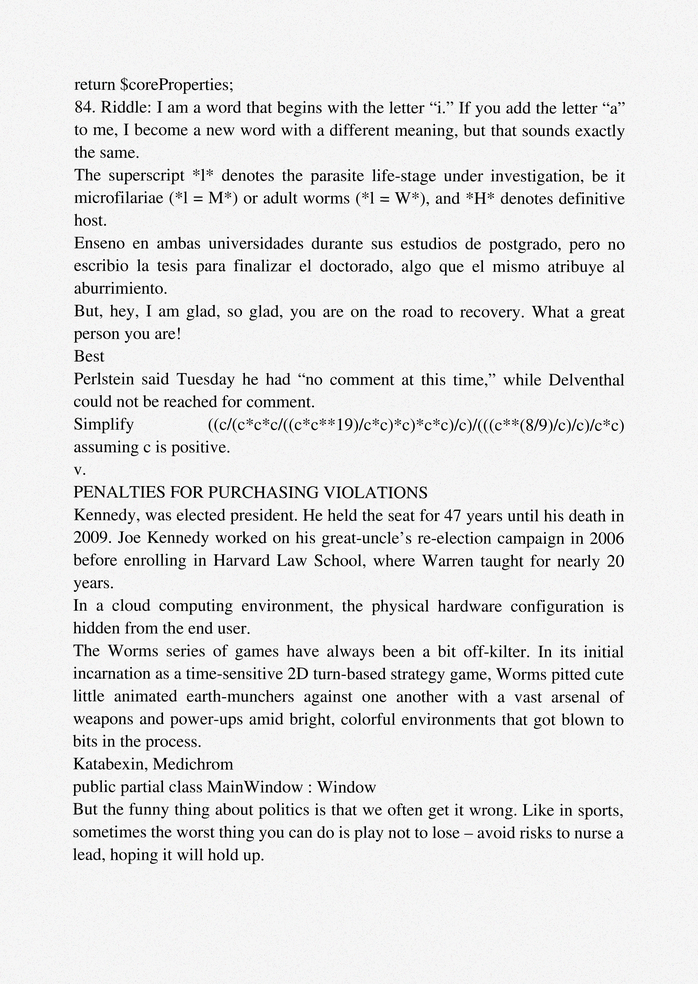 return $coreProperties;
84. Riddle: I am a word that begins with the letter “i.” If you add the letter “a”
to me, I become a new word with a different meaning, but that sounds exactly
the same.
The superscript *l* denotes the parasite life-stage under investigation, be it
microfilariae (*l = M*) or adult worms (*l = W*), and *H* denotes definitive
host.
Enseno en ambas universidades durante sus estudios de postgrado, pero no
escribio la tesis para finalizar el doctorado, algo que el mismo atribuye al
aburrimiento.
But, hey, I am glad, so glad, you are on the road to recovery. What a great
person you are!
Best
Perlstein said Tuesday he had “no comment at this time,” while Delventhal
could not be reached for comment.
Simplify ((c/(c*c*c/((c*c**19)/c*c)*c)*c*c)/c)/(((c**(8/9)/c)/c)/c*c)
assuming c is positive.
v.
PENALTIES FOR PURCHASING VIOLATIONS
Kennedy, was elected president. He held the seat for 47 years until his death in
2009. Joe Kennedy worked on his great-uncle’s re-election campaign in 2006
before enrolling in Harvard Law School, where Warren taught for nearly 20
years.
In a cloud computing environment, the physical hardware configuration is
hidden from the end user.
The Worms series of games have always been a bit off-kilter. In its initial
incarnation as a time-sensitive 2D turn-based strategy game, Worms pitted cute
little animated earth-munchers against one another with a vast arsenal of
weapons and power-ups amid bright, colorful environments that got blown to
bits in the process.
Katabexin, Medichrom
public partial class MainWindow : Window
But the funny thing about politics is that we often get it wrong. Like in sports,
sometimes the worst thing you can do is play not to lose – avoid risks to nurse a
lead, hoping it will hold up.